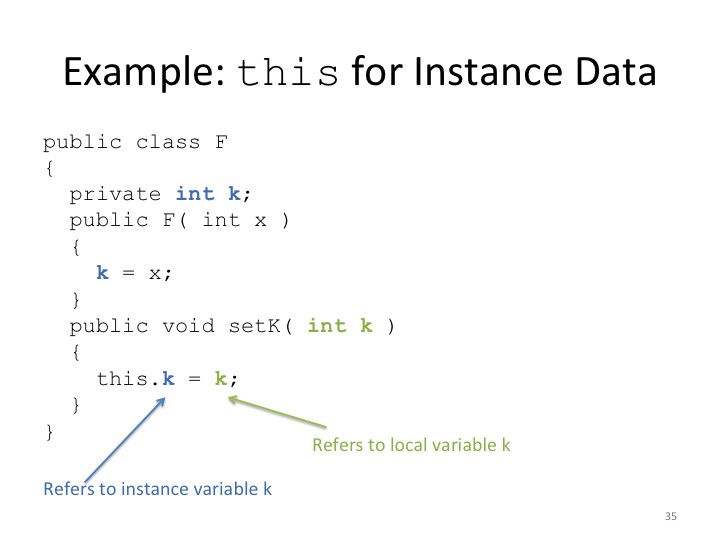 Example: this for Instance Data
public class F
{
  private int k;
  public F( int x )
  {
    k = x;
  }
  public void setK( int k )
  {
    this.k = k;
  }
}
Refers to local variable k
Refers to instance variable k
35